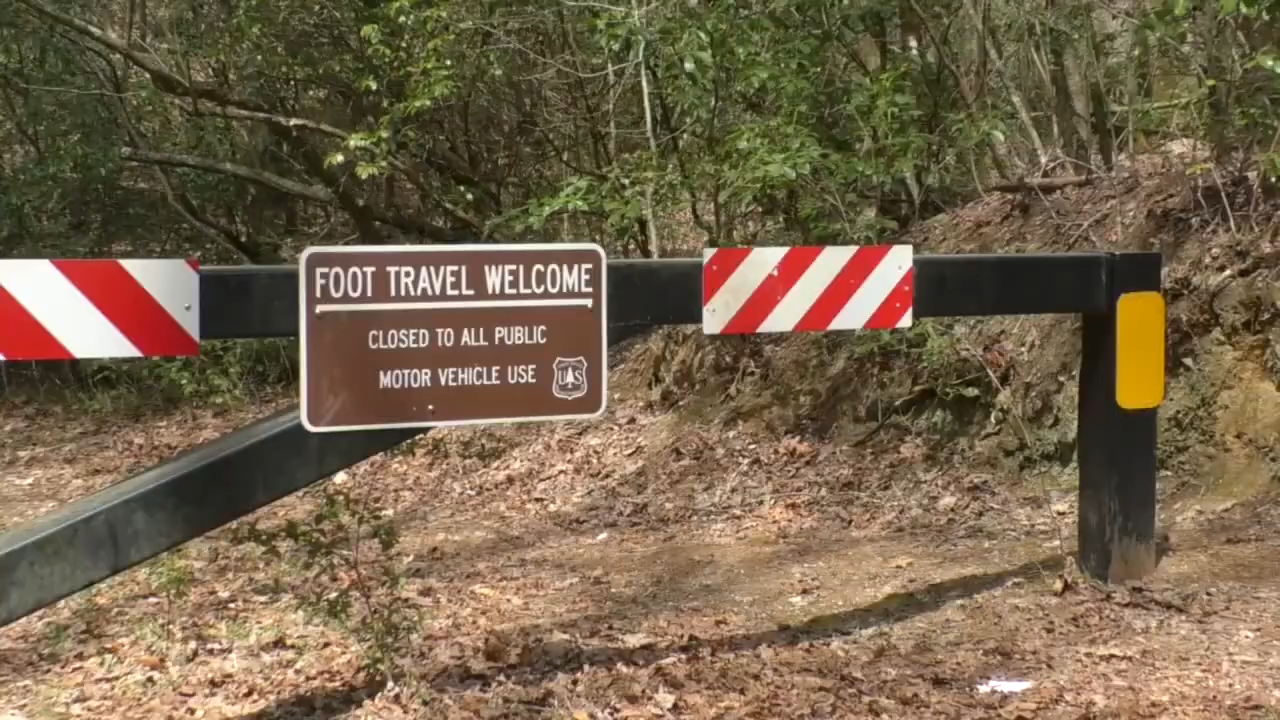 FOOT TRAVEL WELCOME
CLOSED TO ALL PUBLIC
MOTOR VEHICLE USE
U S